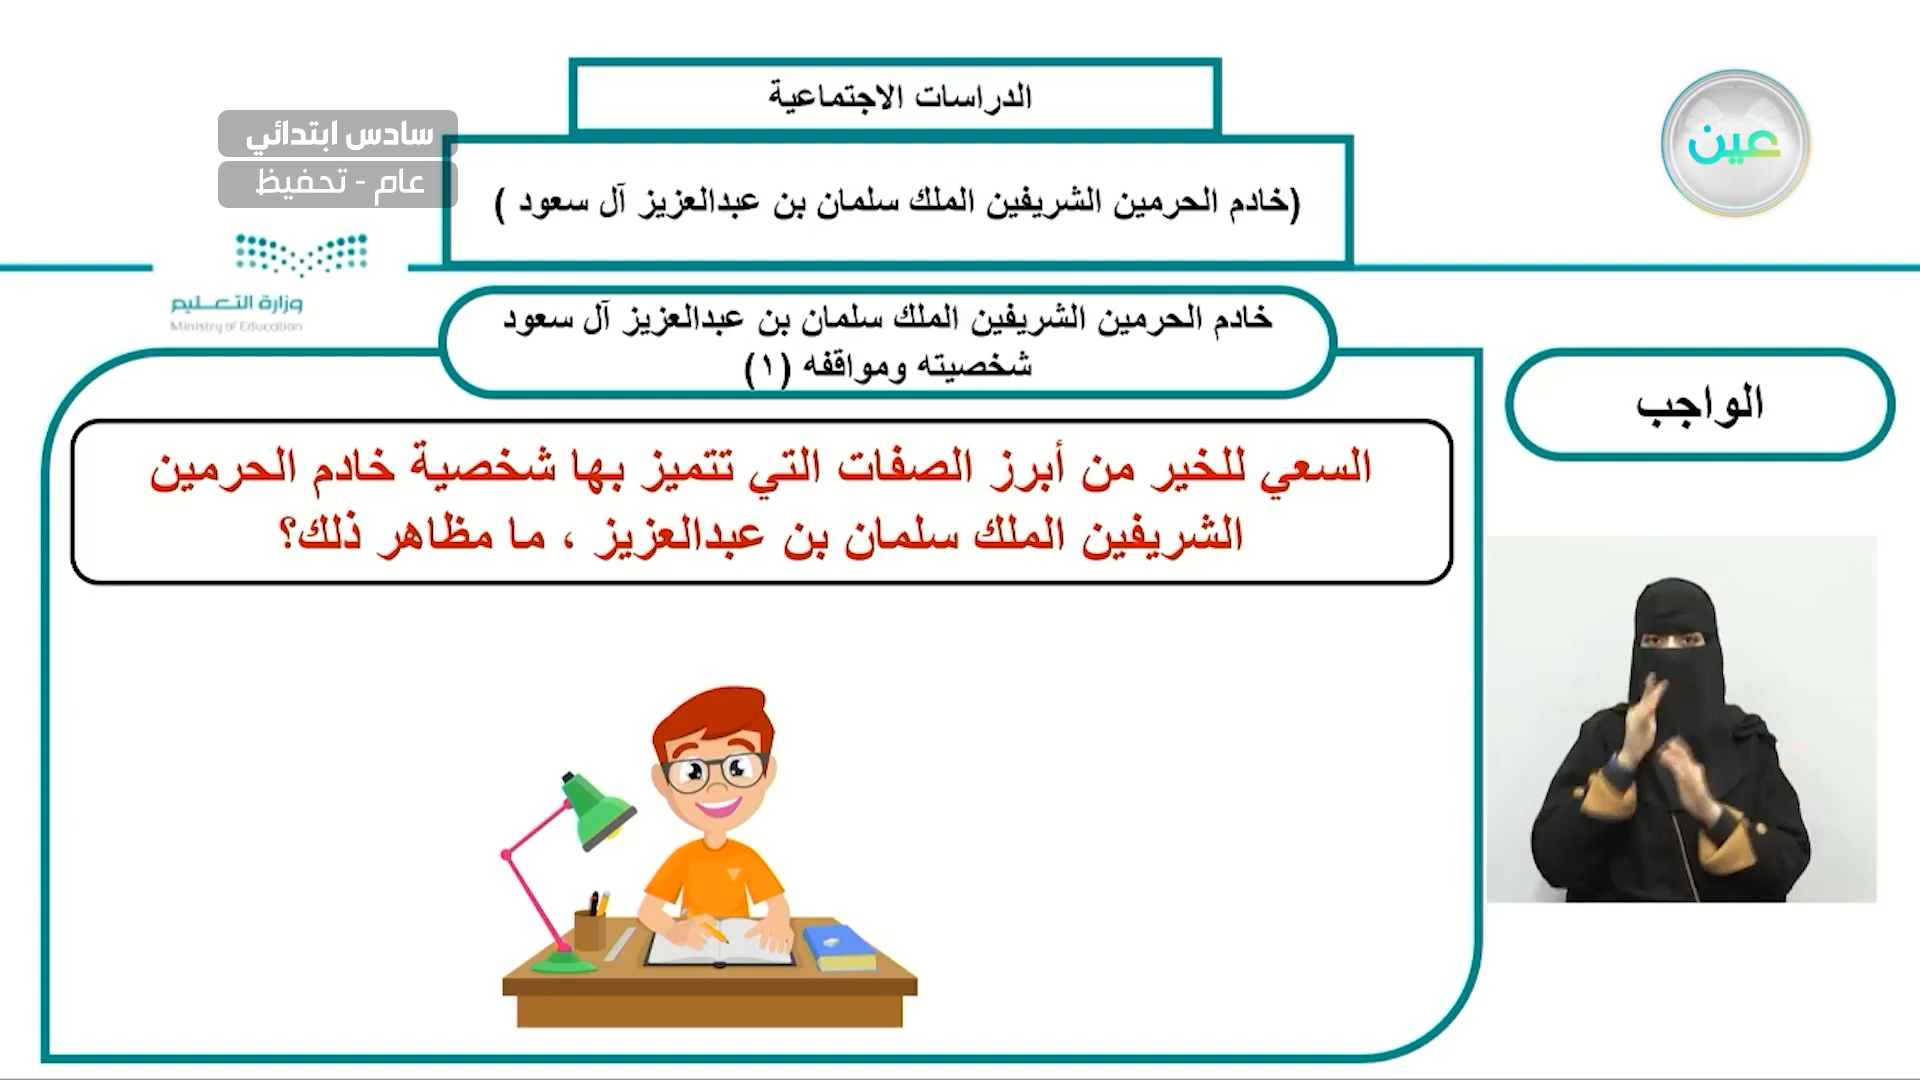 الدراسات الاجتماعية
سادس ابتدائي
عام - تحفيظ
عين
(خادم الحرمين الشريفين الملك سلمان بن عبدالعزيز آل سعود )
وزارة التعـلـيم
Ministry of Education
خادم الحرمين الشريفين الملك سلمان بن عبدالعزيز آل سعود
شخصيته ومواقفه (١)
الواجب
السعي للخير من أبرز الصفات التي تتميز بها شخصية خادم الحرمين
الشريفين الملك سلمان بن عبدالعزيز ، ما مظاهر ذلك؟